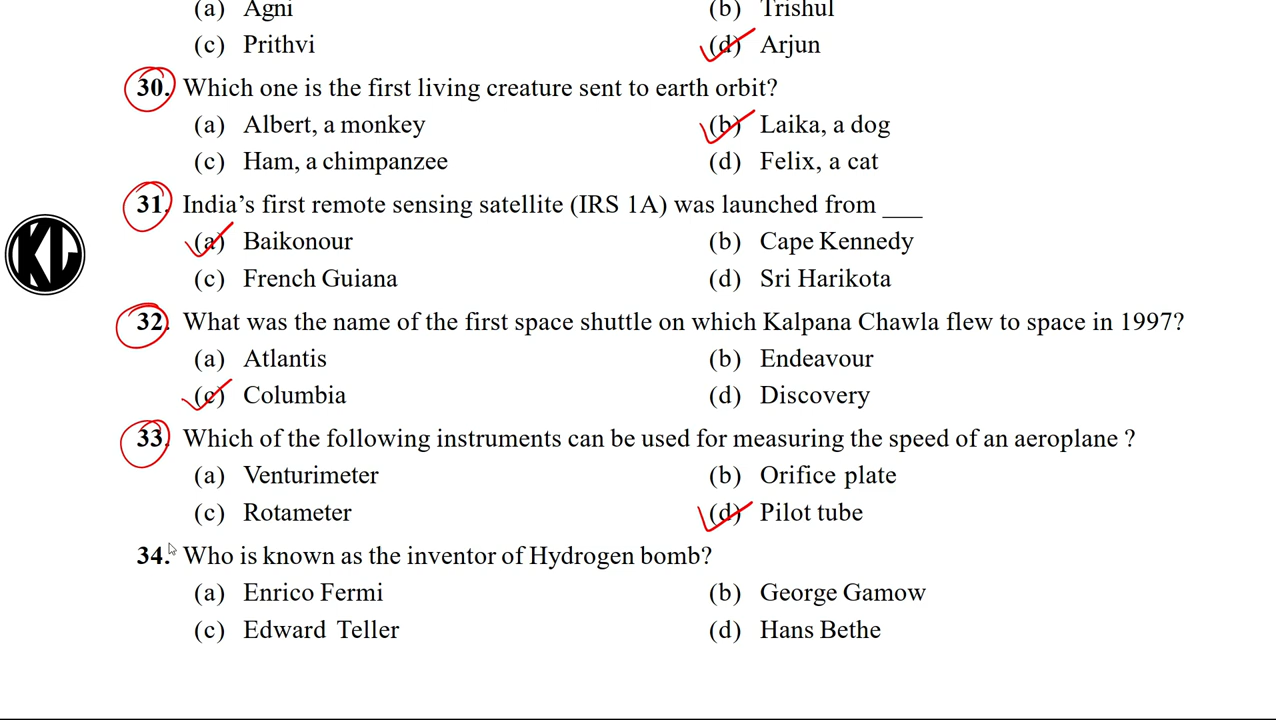 (a) Agni (b) Trishul
(c) Prithvi (d) Arjun
30. Which one is the first living creature sent to earth orbit?
(a) Albert, a monkey (b) Laika, a dog
(c) Ham, a chimpanzee (d) Felix, a cat
31. India's first remote sensing satellite (IRS 1A) was launched from ___
(a) Baikonour (b) Cape Kennedy
(c) French Guiana (d) Sri Harikota
32. What was the name of the first space shuttle on which Kalpana Chawla flew to space in 1997?
(a) Atlantis (b) Endeavour
(c) Columbia (d) Discovery
33. Which of the following instruments can be used for measuring the speed of an aeroplane ?
(a) Venturimeter (b) Orifice plate
(c) Rotameter (d) Pilot tube
34. Who is known as the inventor of Hydrogen bomb?
(a) Enrico Fermi (b) George Gamow
(c) Edward Teller (d) Hans Bethe
KL